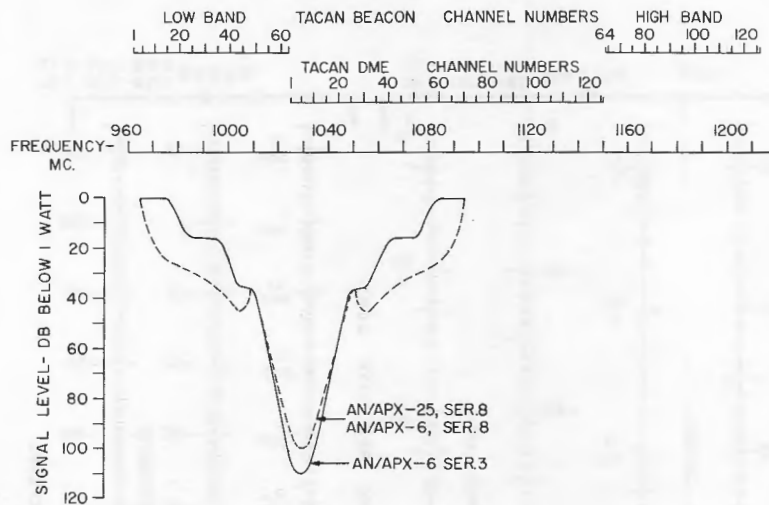 LOW BAND TACAN BEACON CHANNEL NUMBERS HIGH BAND
1 20 40 60 64 80 100 120
TACAN DME CHANNEL NUMBERS
1 20 40 60 80 100 120
FREQUENCY- MC.
960 1000 1040 1080 1120 1160 1200
SIGNAL LEVEL- DB BELOW 1 WATT
0
20
40
60
80
100
120
AN/APX-25, SER.8
AN/APX-6, SER.8
AN/APX-6 SER.3